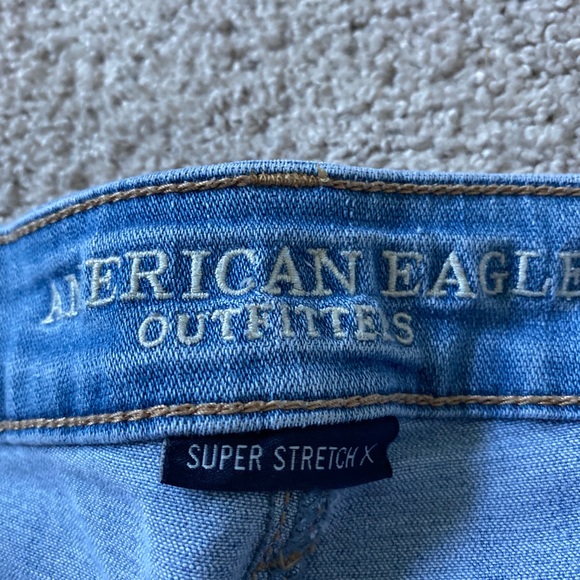 AMERICAN EAGLE
OUTFITTERS
SUPER STRETCH X